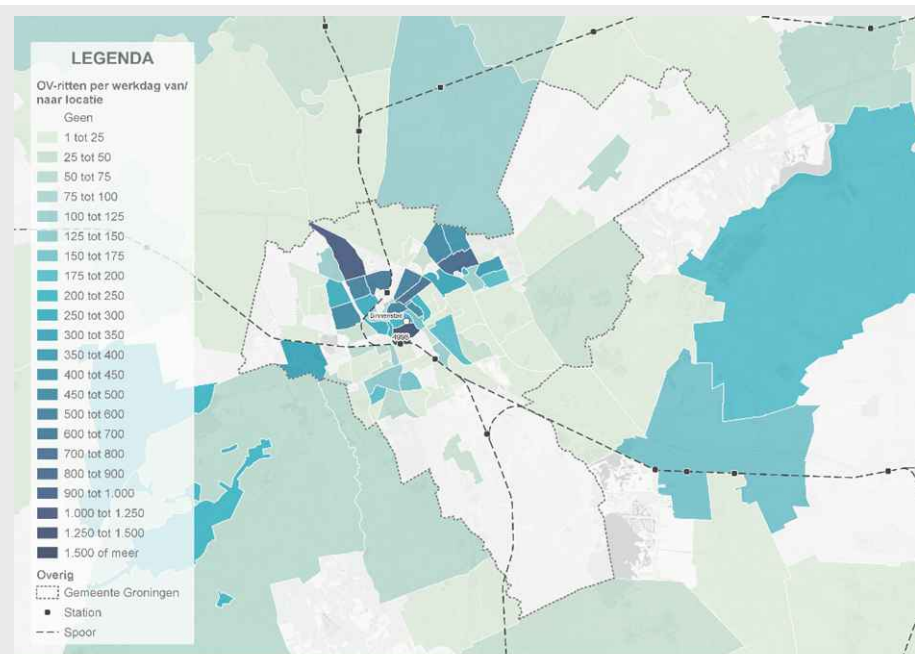 LEGENDA
OV-ritten per werkdag van/
naar locatie
Geen
1 tot 25
25 tot 50
50 tot 75
75 tot 100
100 tot 125
125 tot 150
150 tot 175
175 tot 200
200 tot 250
250 tot 300
300 tot 350
350 tot 400
400 tot 450
450 tot 500
500 tot 600
600 tot 700
700 tot 800
800 tot 900
900 tot 1.000
1.000 tot 1.250
1.250 tot 1.500
1.500 of meer
Overig
Gemeente Groningen
Station
Spoor
Binnenstad